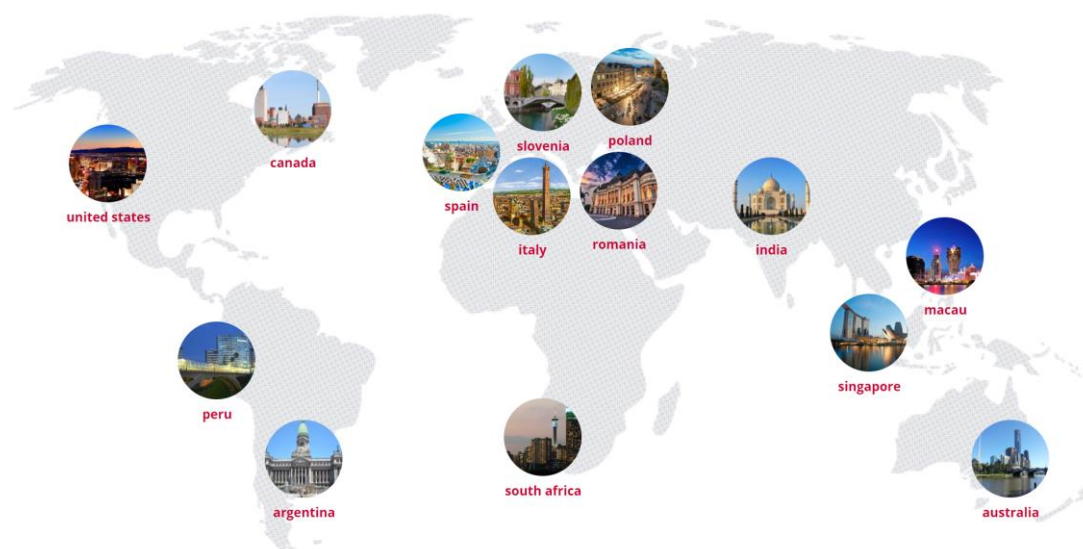 slovenia
poland
canada
spain
united states
italy
romania
india
macau
singapore
peru
south africa
argentina
australia